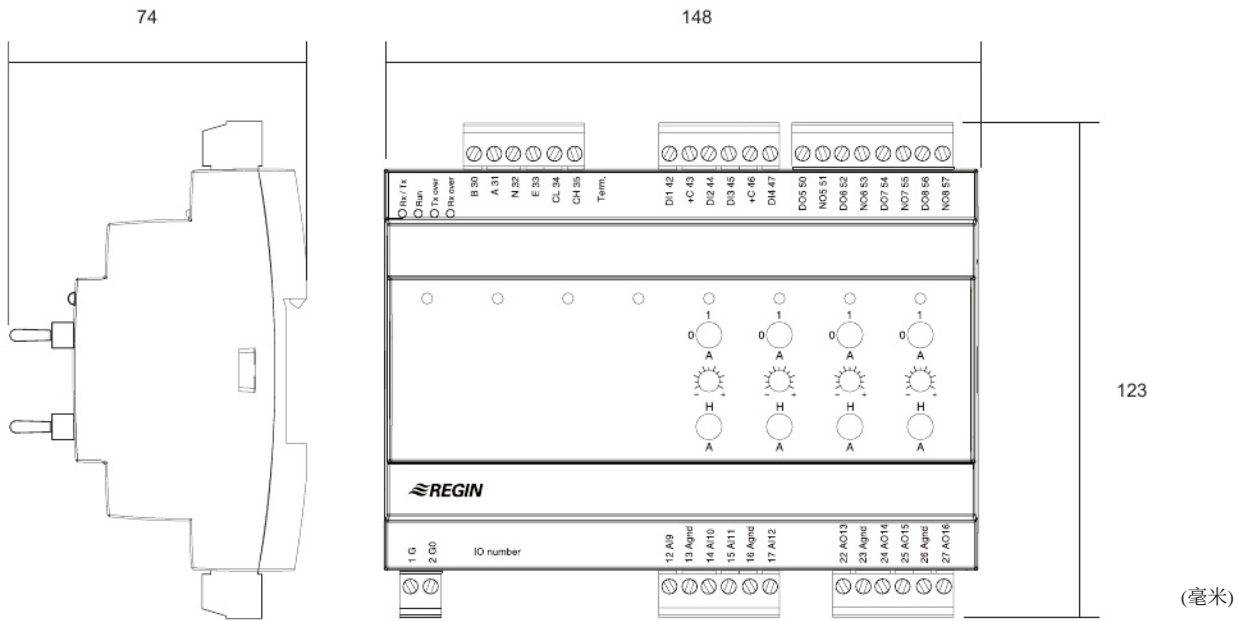 74
148
Rx / Tx
Run
Tx over
Rx over
B 30
A 31
N 32
E 33
CL 34
CH 35
Term.
DI1 42
+C 43
DI2 44
DI3 45
+C 46
DI4 47
DO5 50
NO5 51
DO6 52
NO6 53
DO7 54
NO7 55
DO8 56
NO8 57
1 1 1 1
0 0 0 0
A A A A
- + - + - + - +
H H H H
A A A A
123
REGIN
1 G
2 G0
IO number
12 AI9
13 Agnd
14 AI10
15 AI11
16 Agnd
17 AI12
22 AO13
23 Agnd
24 AO14
25 AO15
26 Agnd
27 AO16
(毫米)